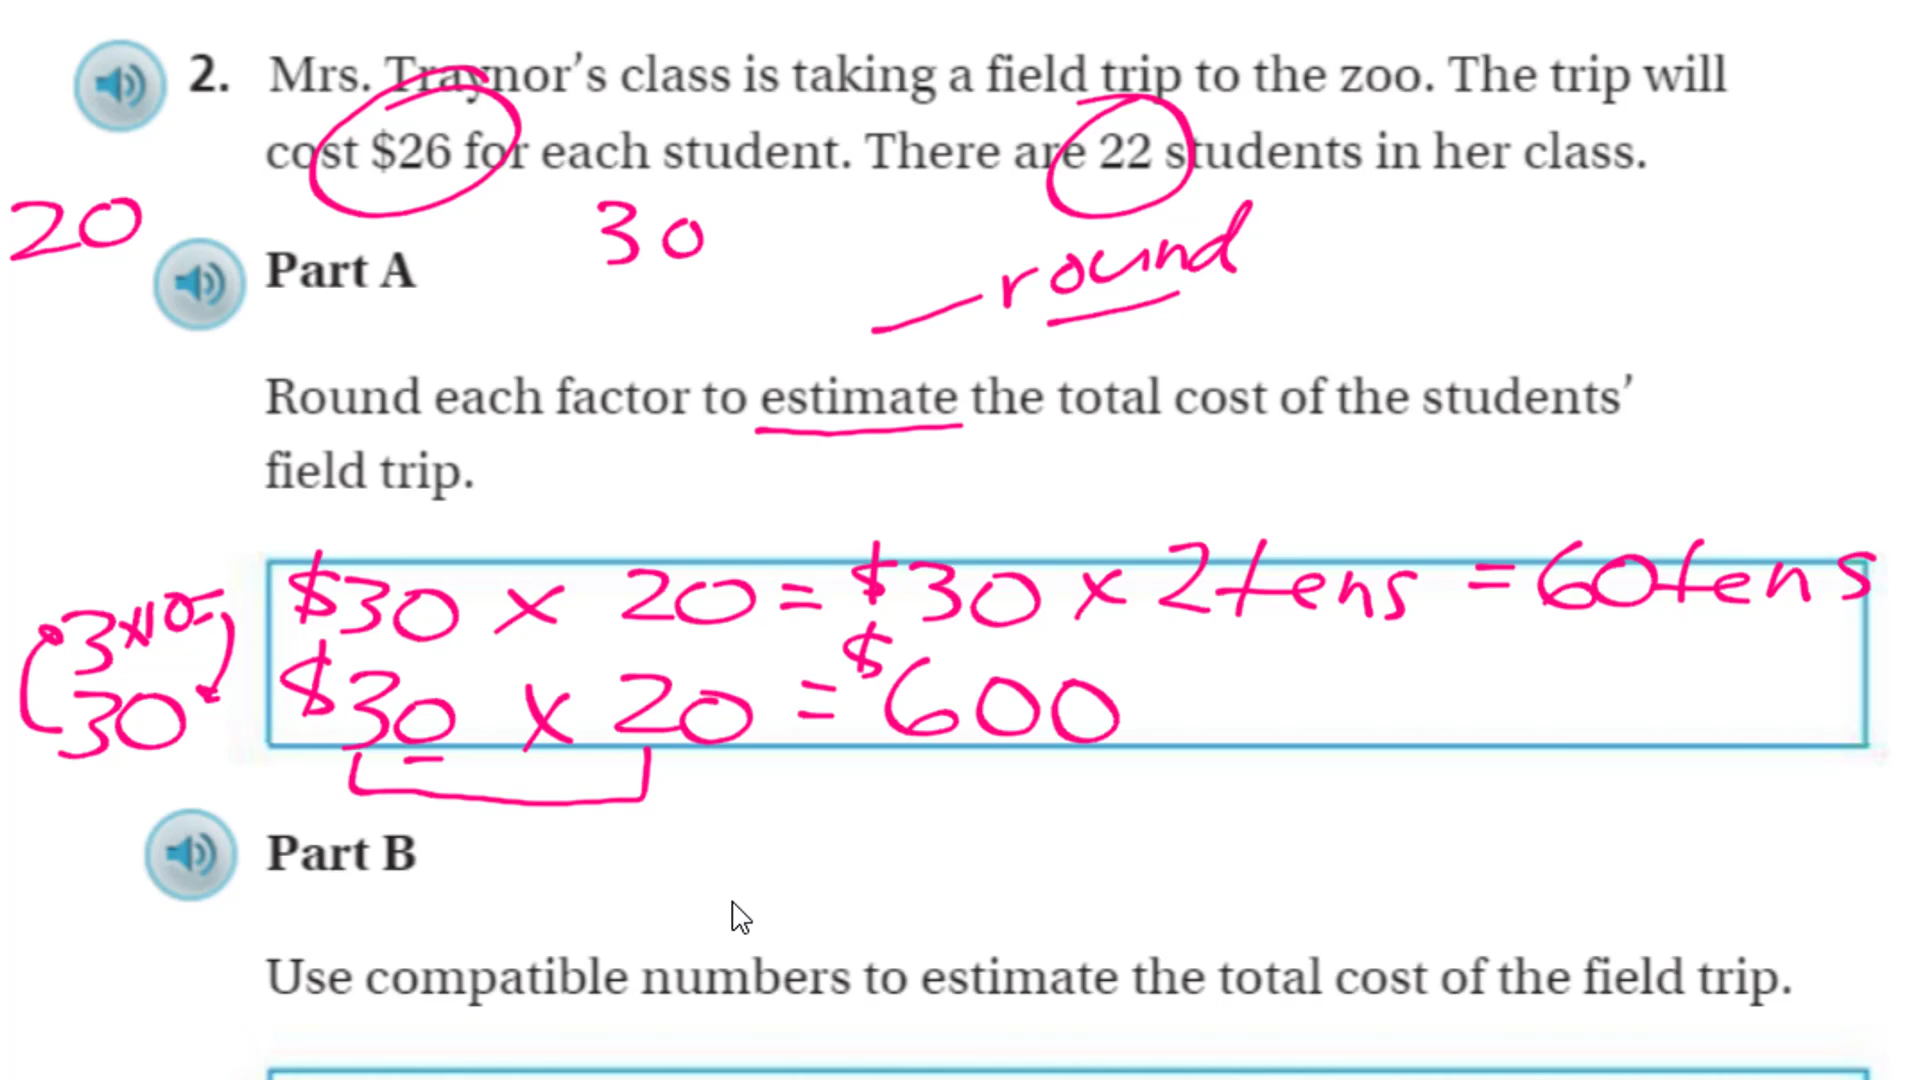 2. Mrs. Traynor's class is taking a field trip to the zoo. The trip will
cost $26 for each student. There are 22 students in her class.
20
30
Part A
round
Round each factor to estimate the total cost of the students'
field trip.
$30 x 20 = $30 x 2 tens = 60 tens
3x10
30
$30 x 20 = $600
Part B
Use compatible numbers to estimate the total cost of the field trip.